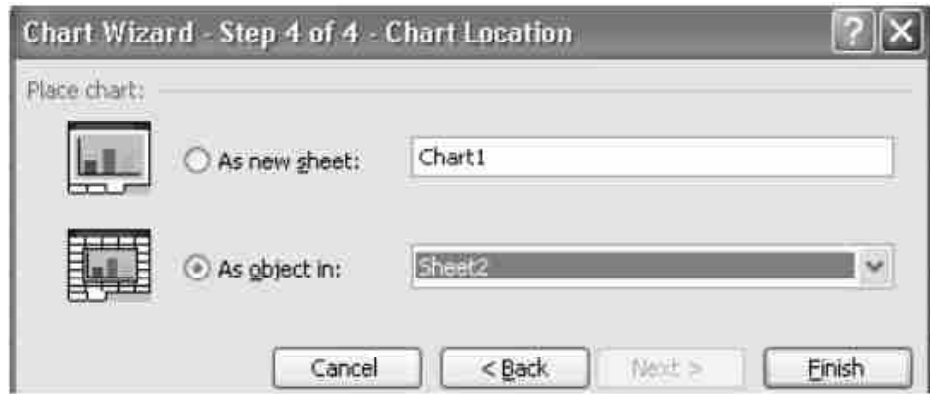 Chart Wizard - Step 4 of 4 - Chart Location
Place chart:
As new sheet: Chart1
As object in: Sheet2
Cancel < Back Next > Finish